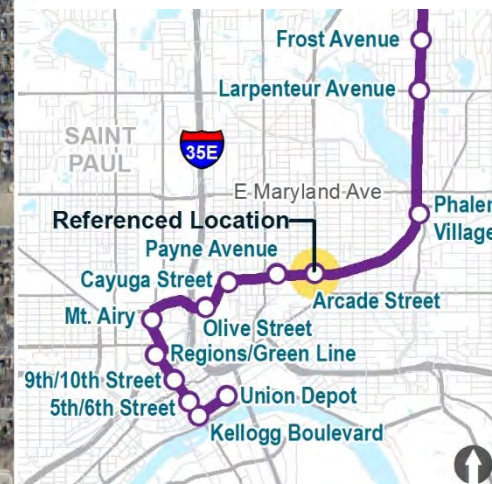 Frost Avenue
Larpenteur Avenue
SAINT
PAUL
35E
E Maryland Ave
Phalen
Village
Referenced Location
Payne Avenue
Cayuga Street
Arcade Street
Mt. Airy
Olive Street
Regions/Green Line
9th/10th Street
Union Depot
5th/6th Street
Kellogg Boulevard